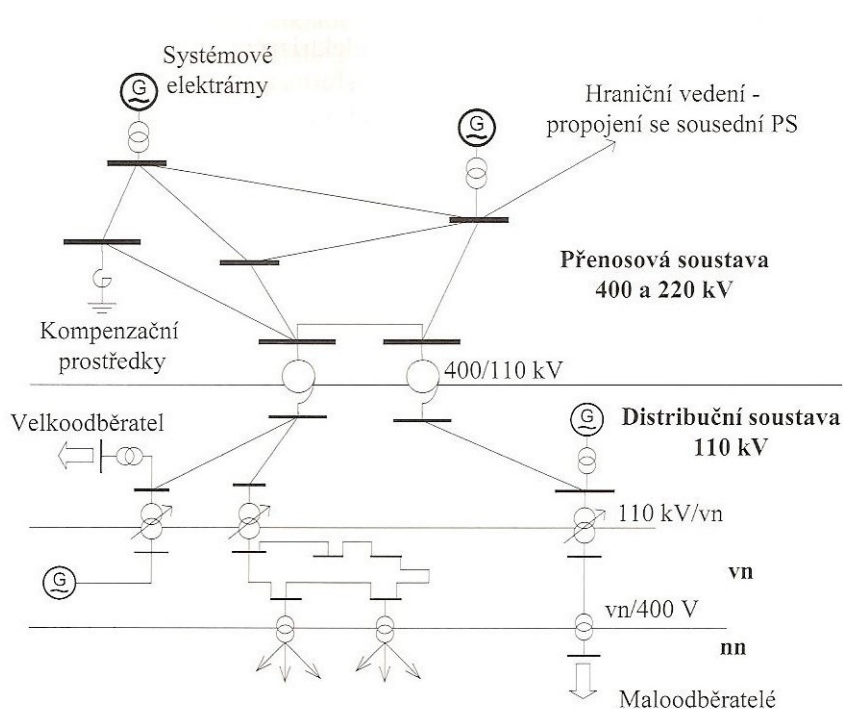 Systémové
elektrárny
G
G
Hraniční vedení -
propojení se sousední PS
Přenosová soustava
400 a 220 kV
Kompenzační
prostředky
400/110 kV
Velkoodběratel
G
Distribuční soustava
110 kV
110 kV/vn
G
vn
vn/400 V
nn
Maloodběratelé